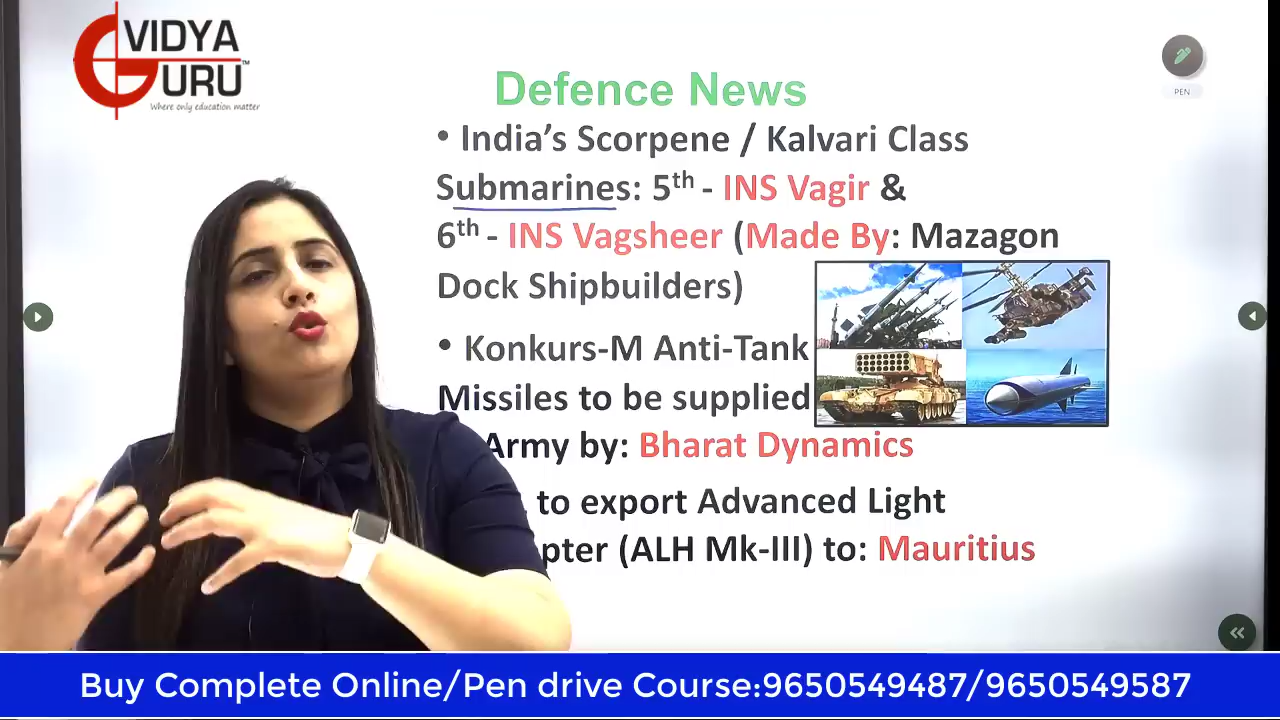 VIDYA
GURU™
Where only education matter
Defence News
PEN
• India's Scorpene / Kalvari Class
Submarines: 5th - INS Vagir &
6th - INS Vagsheer (Made By: Mazagon
Dock Shipbuilders)
• Konkurs-M Anti-Tank
Missiles to be supplied
Army by: Bharat Dynamics
to export Advanced Light
pter (ALH Mk-III) to: Mauritius
Buy Complete Online/Pen drive Course:9650549487/9650549587